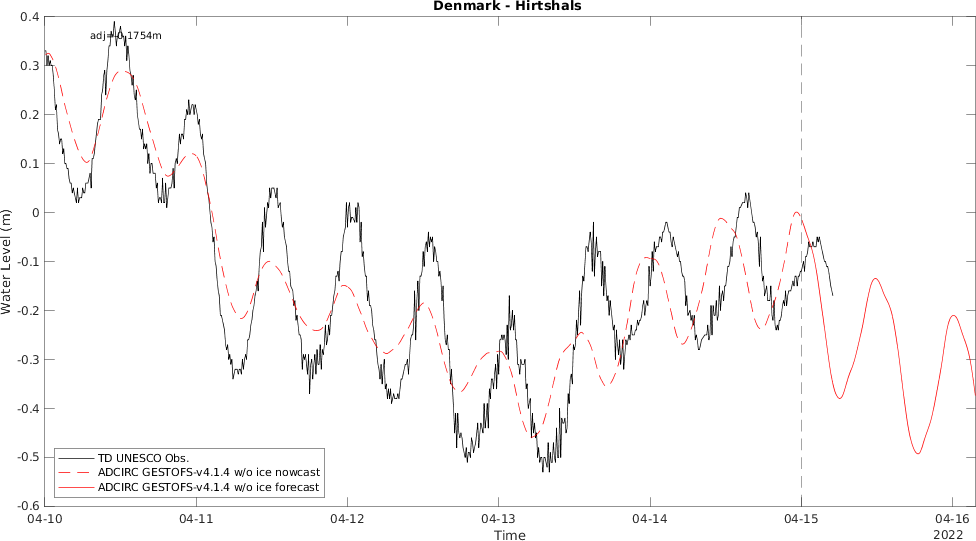 Denmark - Hirtshals
adj=-0.1754m
Water Level (m)
0.4
0.3
0.2
0.1
0
-0.1
-0.2
-0.3
-0.4
-0.5
-0.6
TD UNESCO Obs.
ADCIRC GESTOFS-v4.1.4 w/o ice nowcast
ADCIRC GESTOFS-v4.1.4 w/o ice forecast
04-10 04-11 04-12 04-13 04-14 04-15 04-16
Time
2022